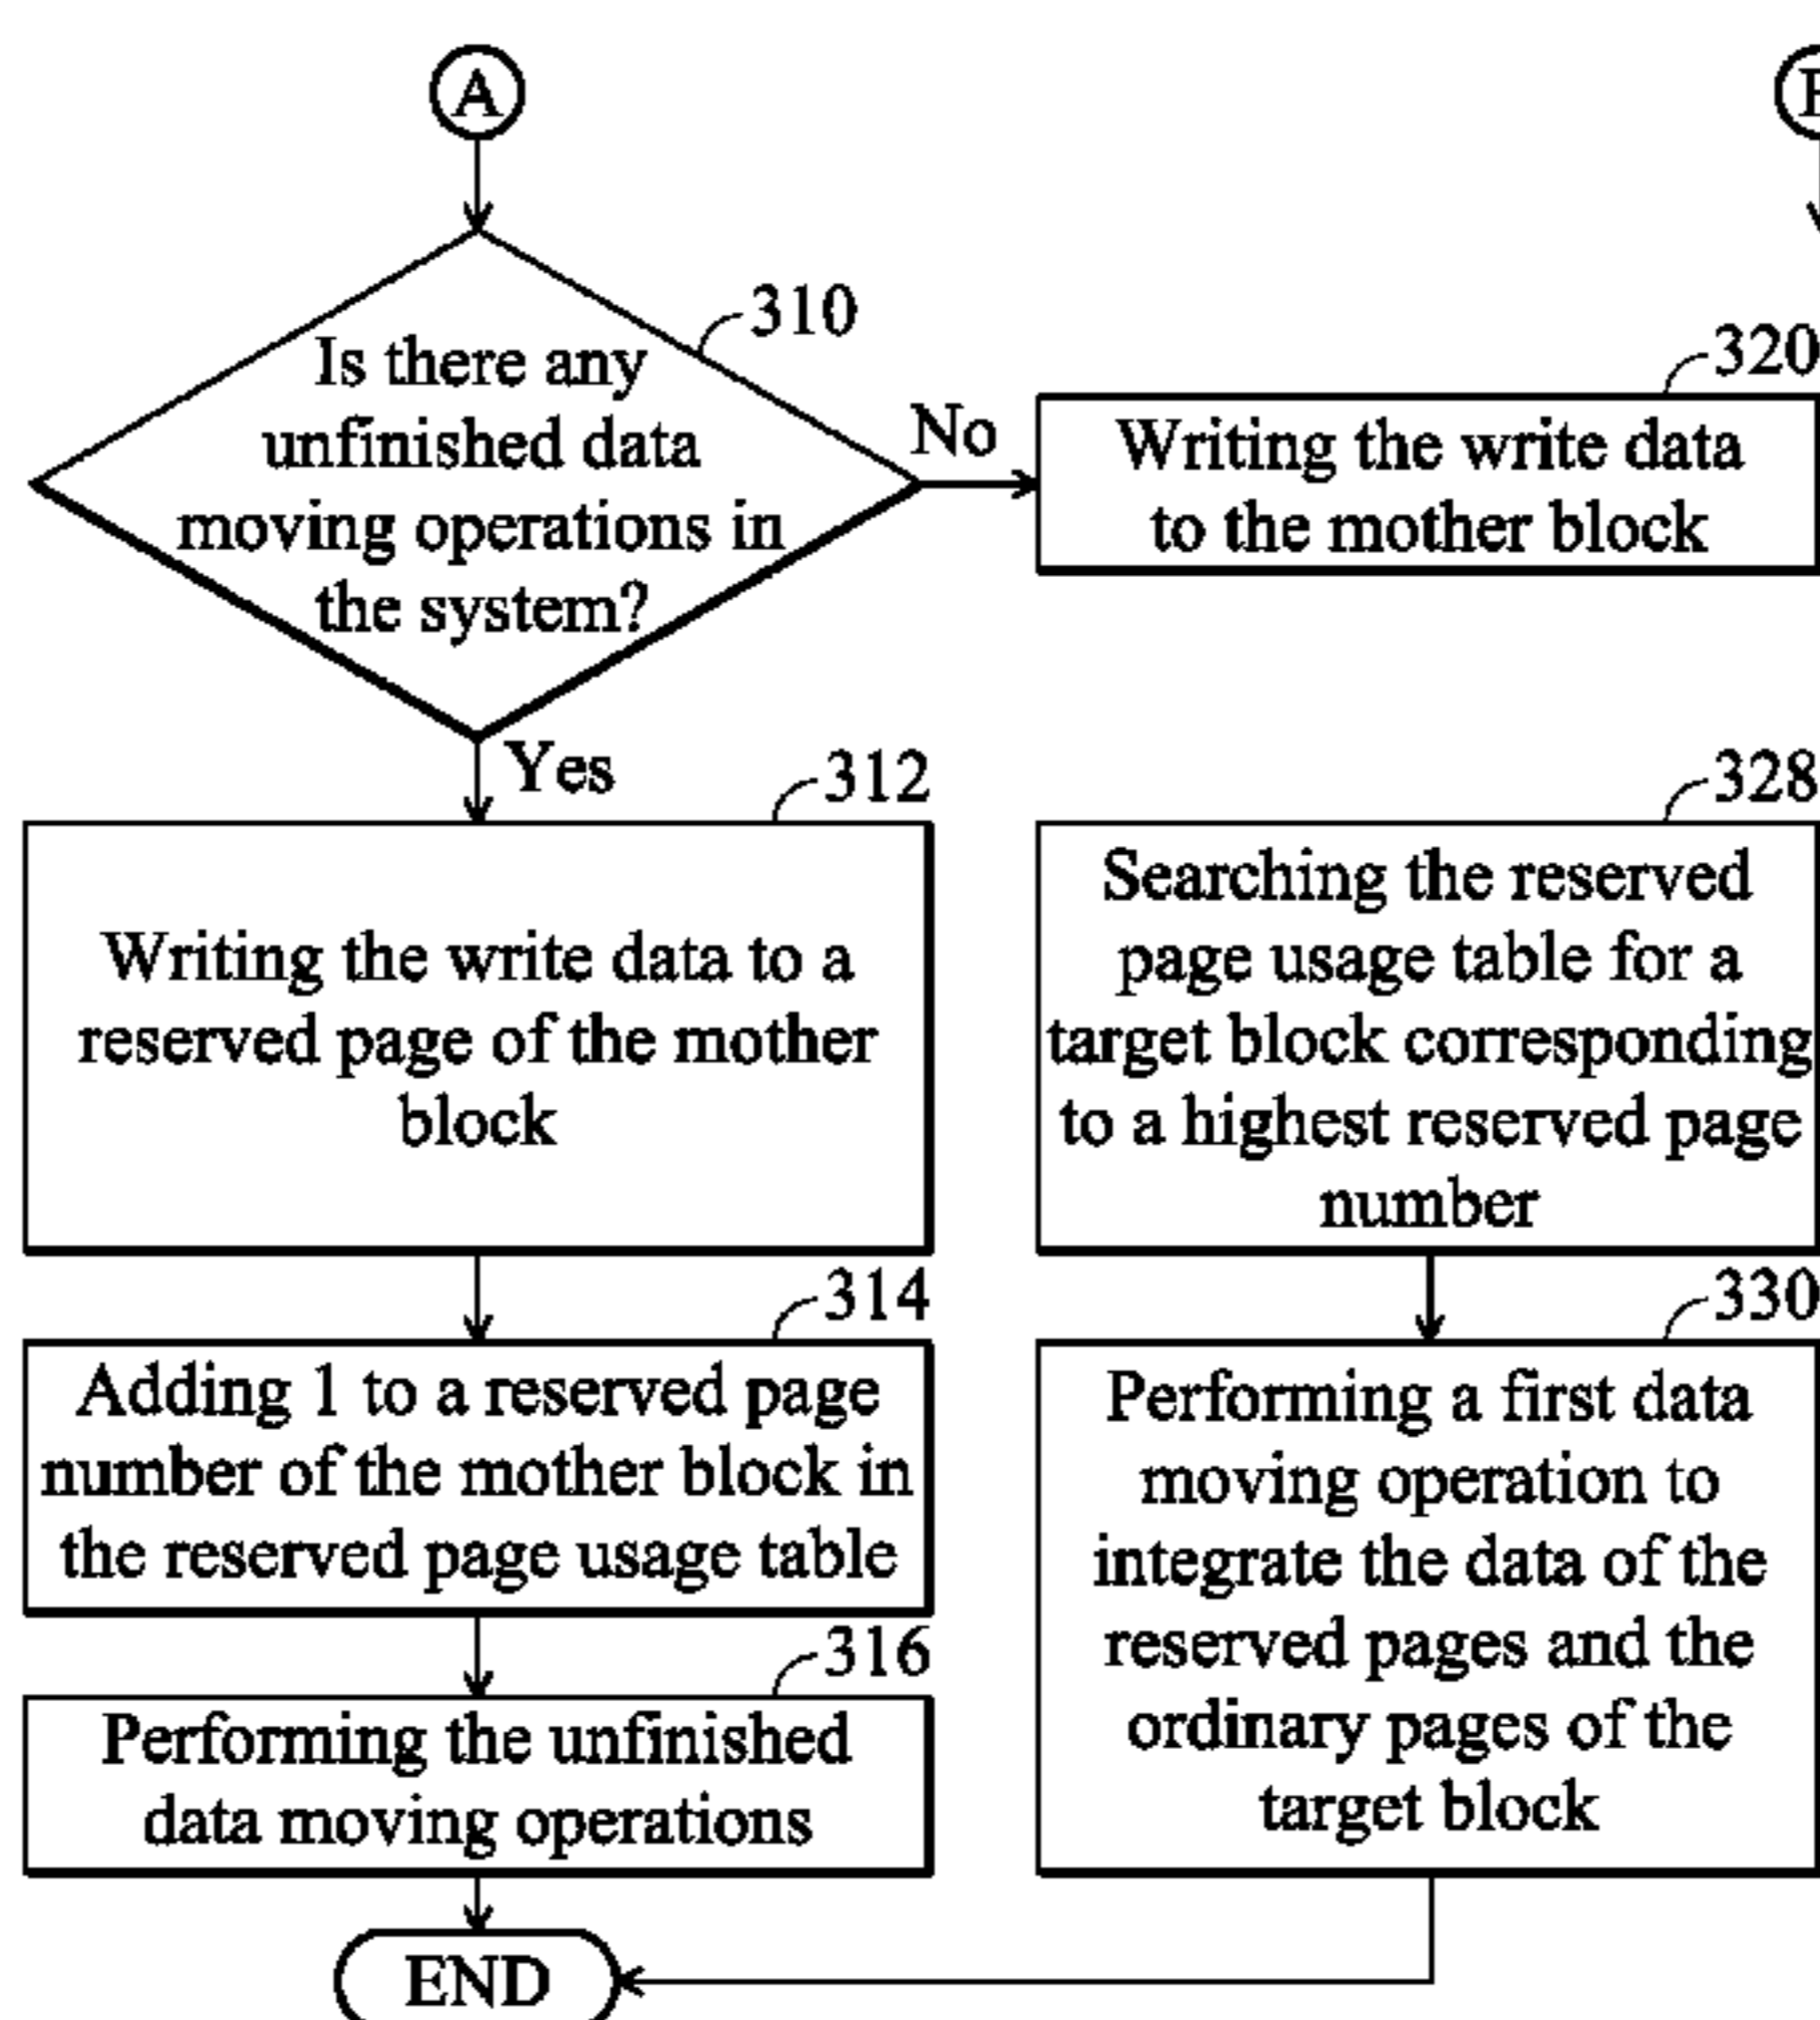 A
310
Is there any
unfinished data
moving operations in
the system?
No
320
Writing the write data
to the mother block
Yes
312
Writing the write data to a
reserved page of the mother
block
328
Searching the reserved
page usage table for a
target block corresponding
to a highest reserved page
number
314
Adding 1 to a reserved page
number of the mother block in
the reserved page usage table
330
Performing a first data
moving operation to
integrate the data of the
reserved pages and the
ordinary pages of the
target block
316
Performing the unfinished
data moving operations
END